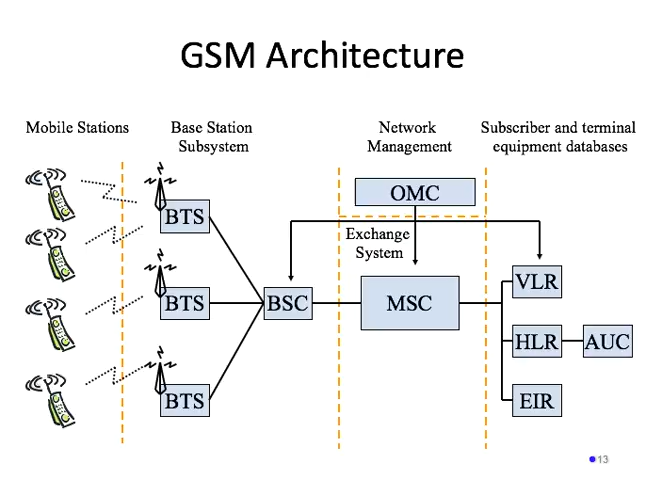 GSM Architecture
Mobile Stations
Base Station
Subsystem
Network
Management
Subscriber and terminal
equipment databases
OMC
Exchange
System
BTS
BTS
BTS
BSC
MSC
VLR
HLR
AUC
EIR
13